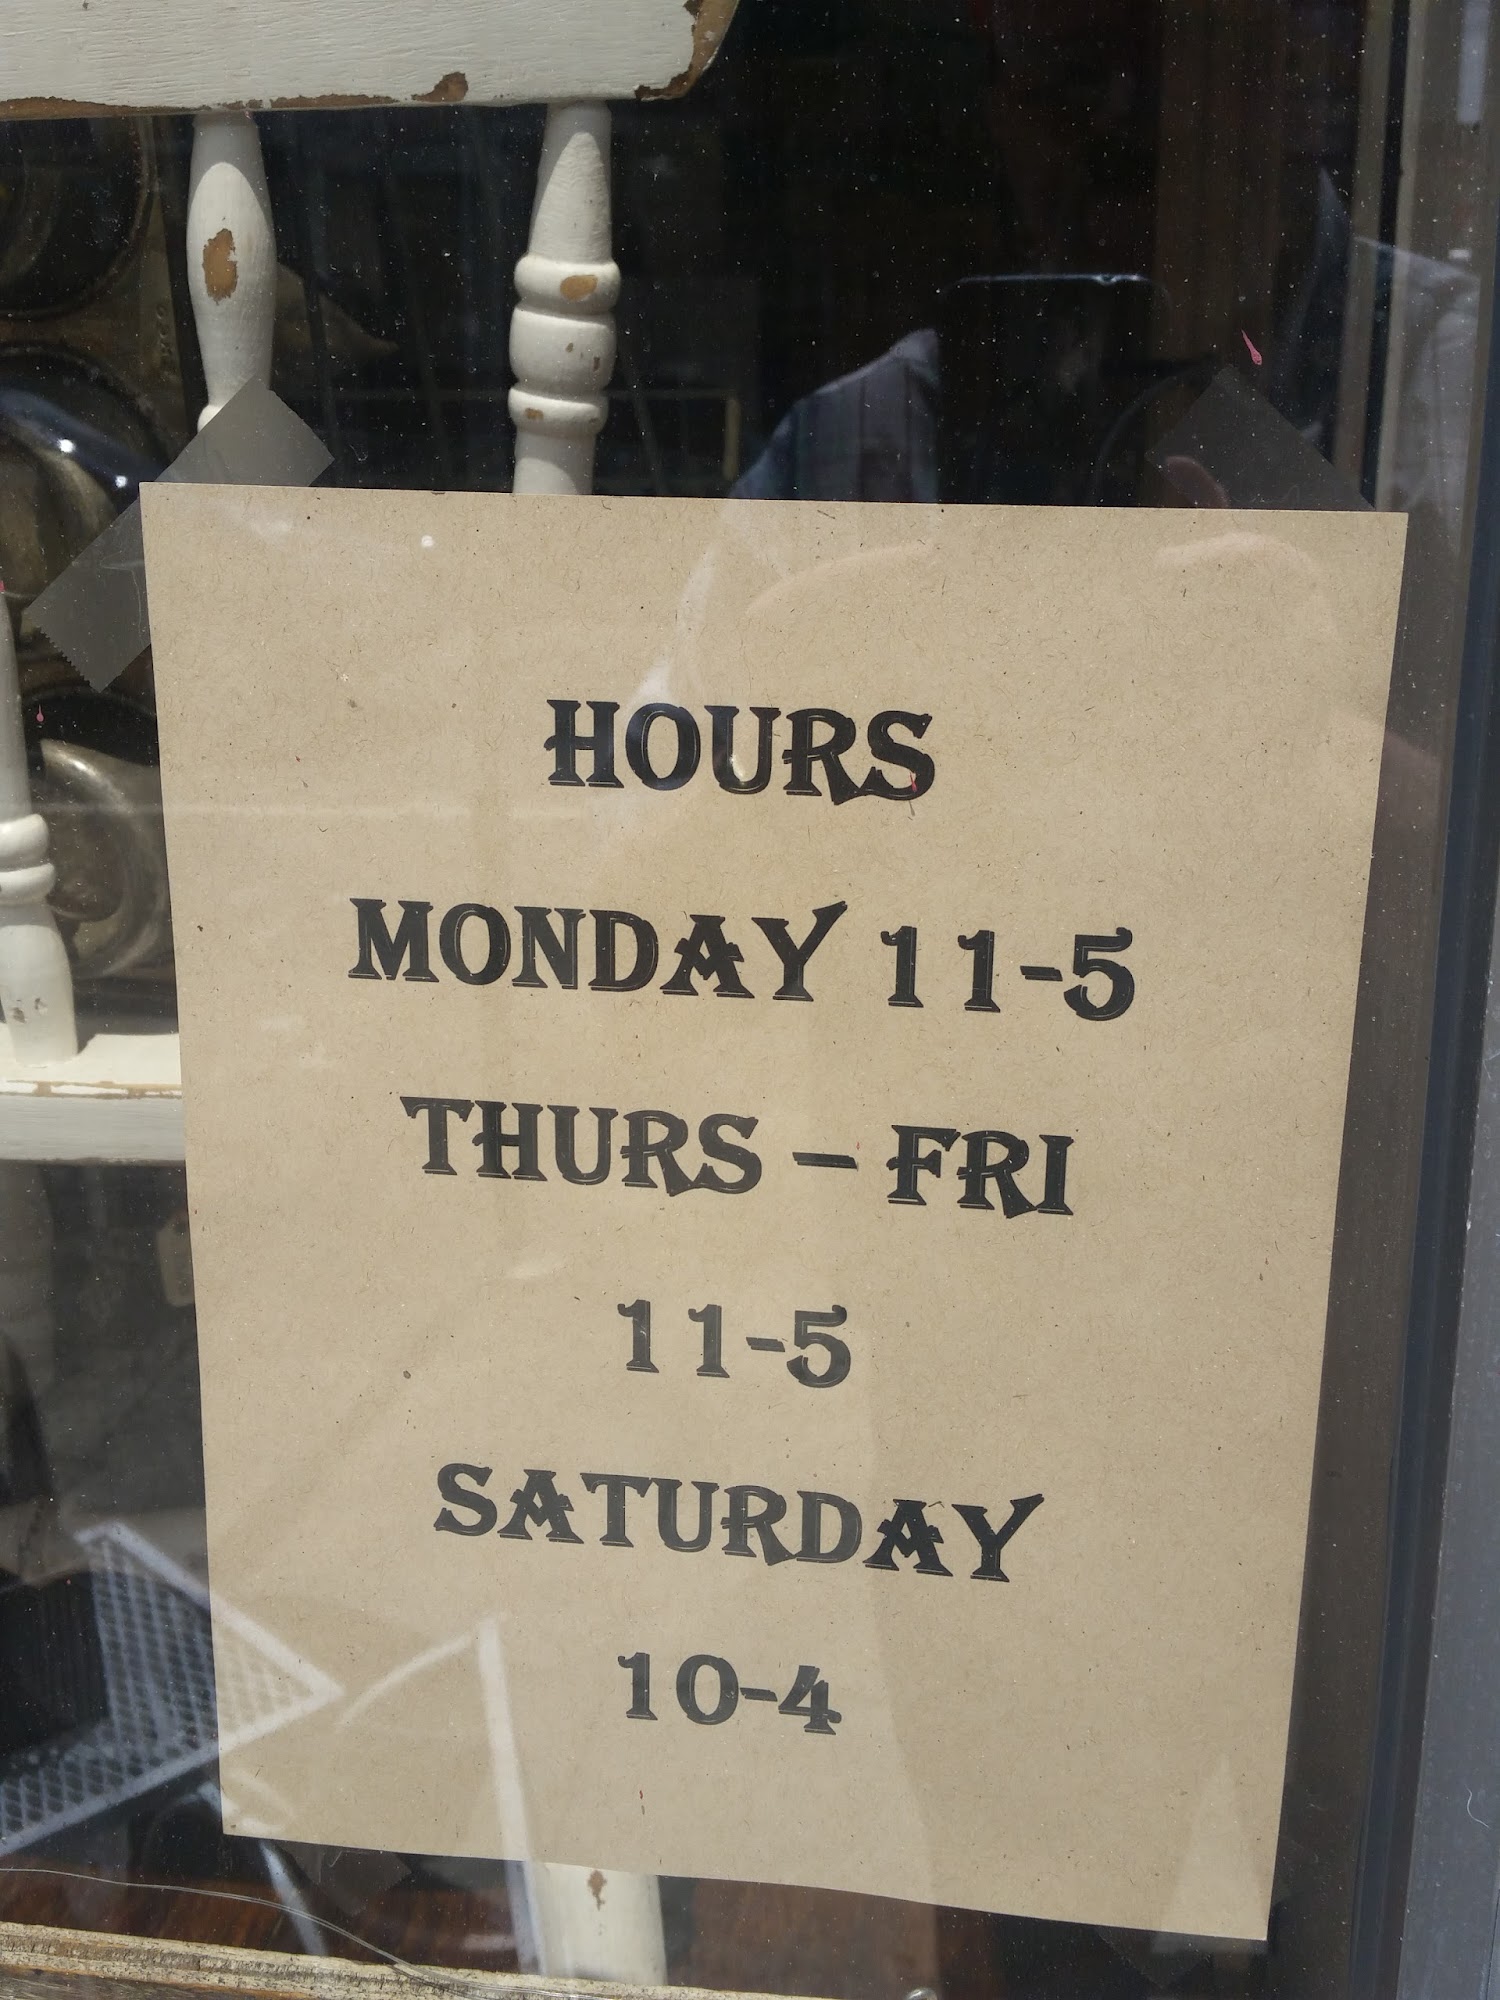 HOURS
MONDAY 11-5
THURS – FRI
11-5
SATURDAY
10-4